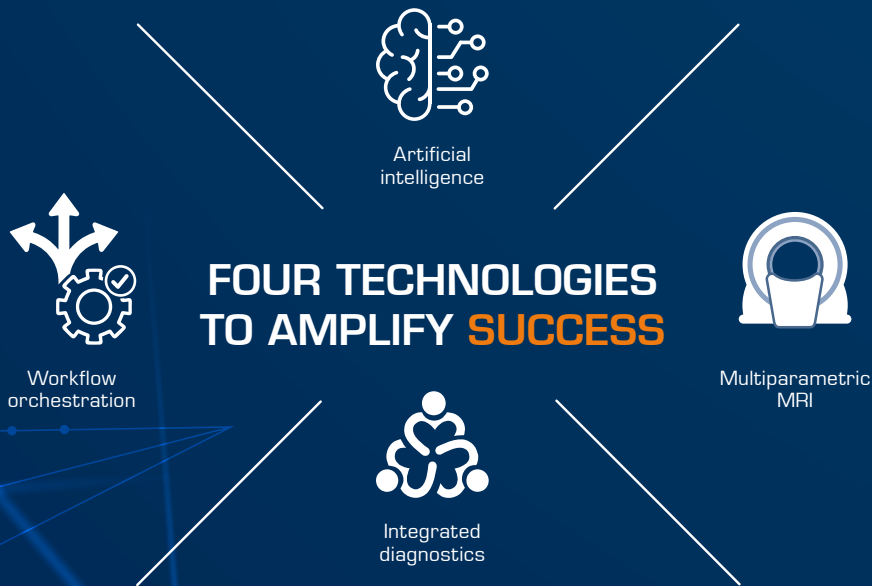 Artificial
intelligence
Workflow
orchestration
FOUR TECHNOLOGIES
TO AMPLIFY SUCCESS
Multiparametric
MRI
Integrated
diagnostics